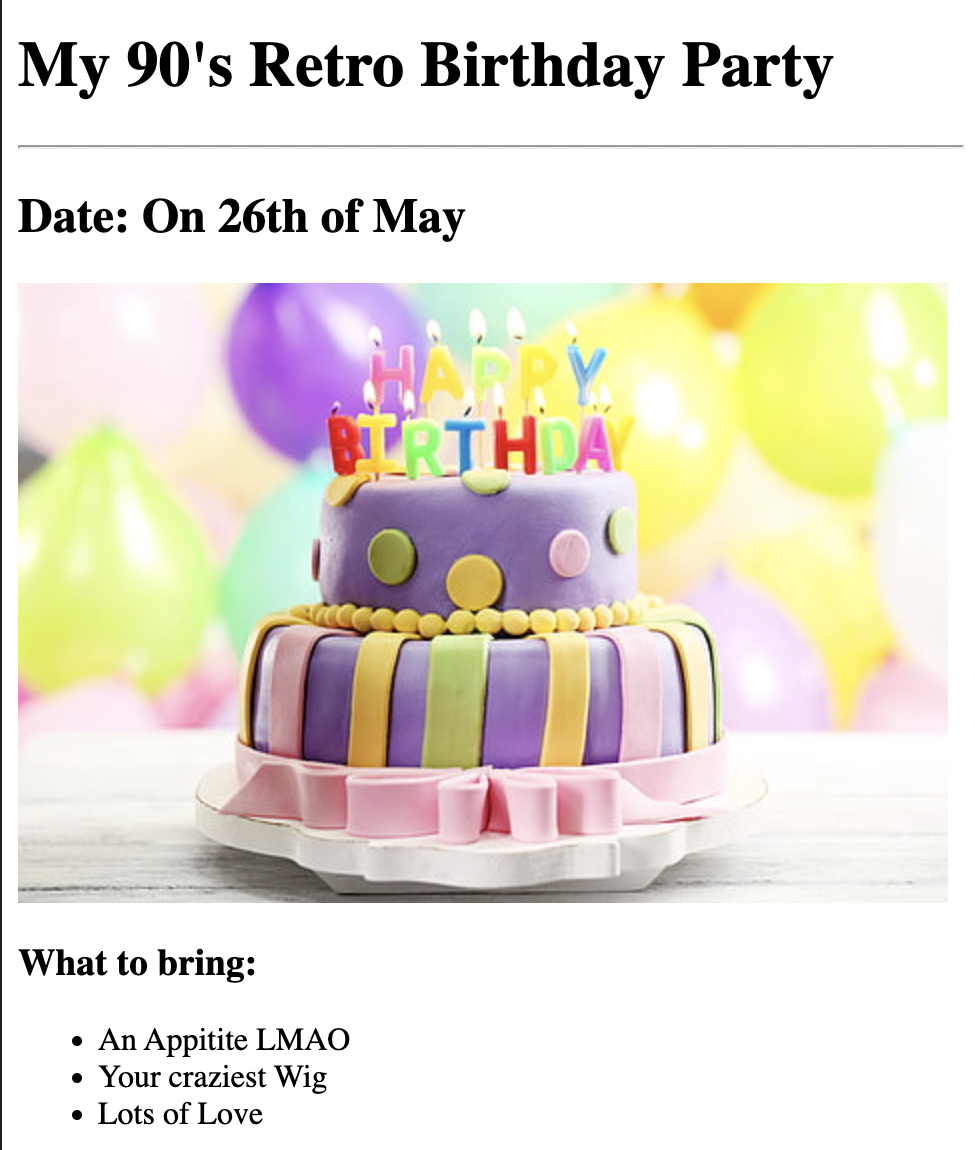 My 90's Retro Birthday Party
Date: On 26th of May
HAPPY
BIRTHDAY
What to bring:
An Appitite LMAO
Your craziest Wig
Lots of Love